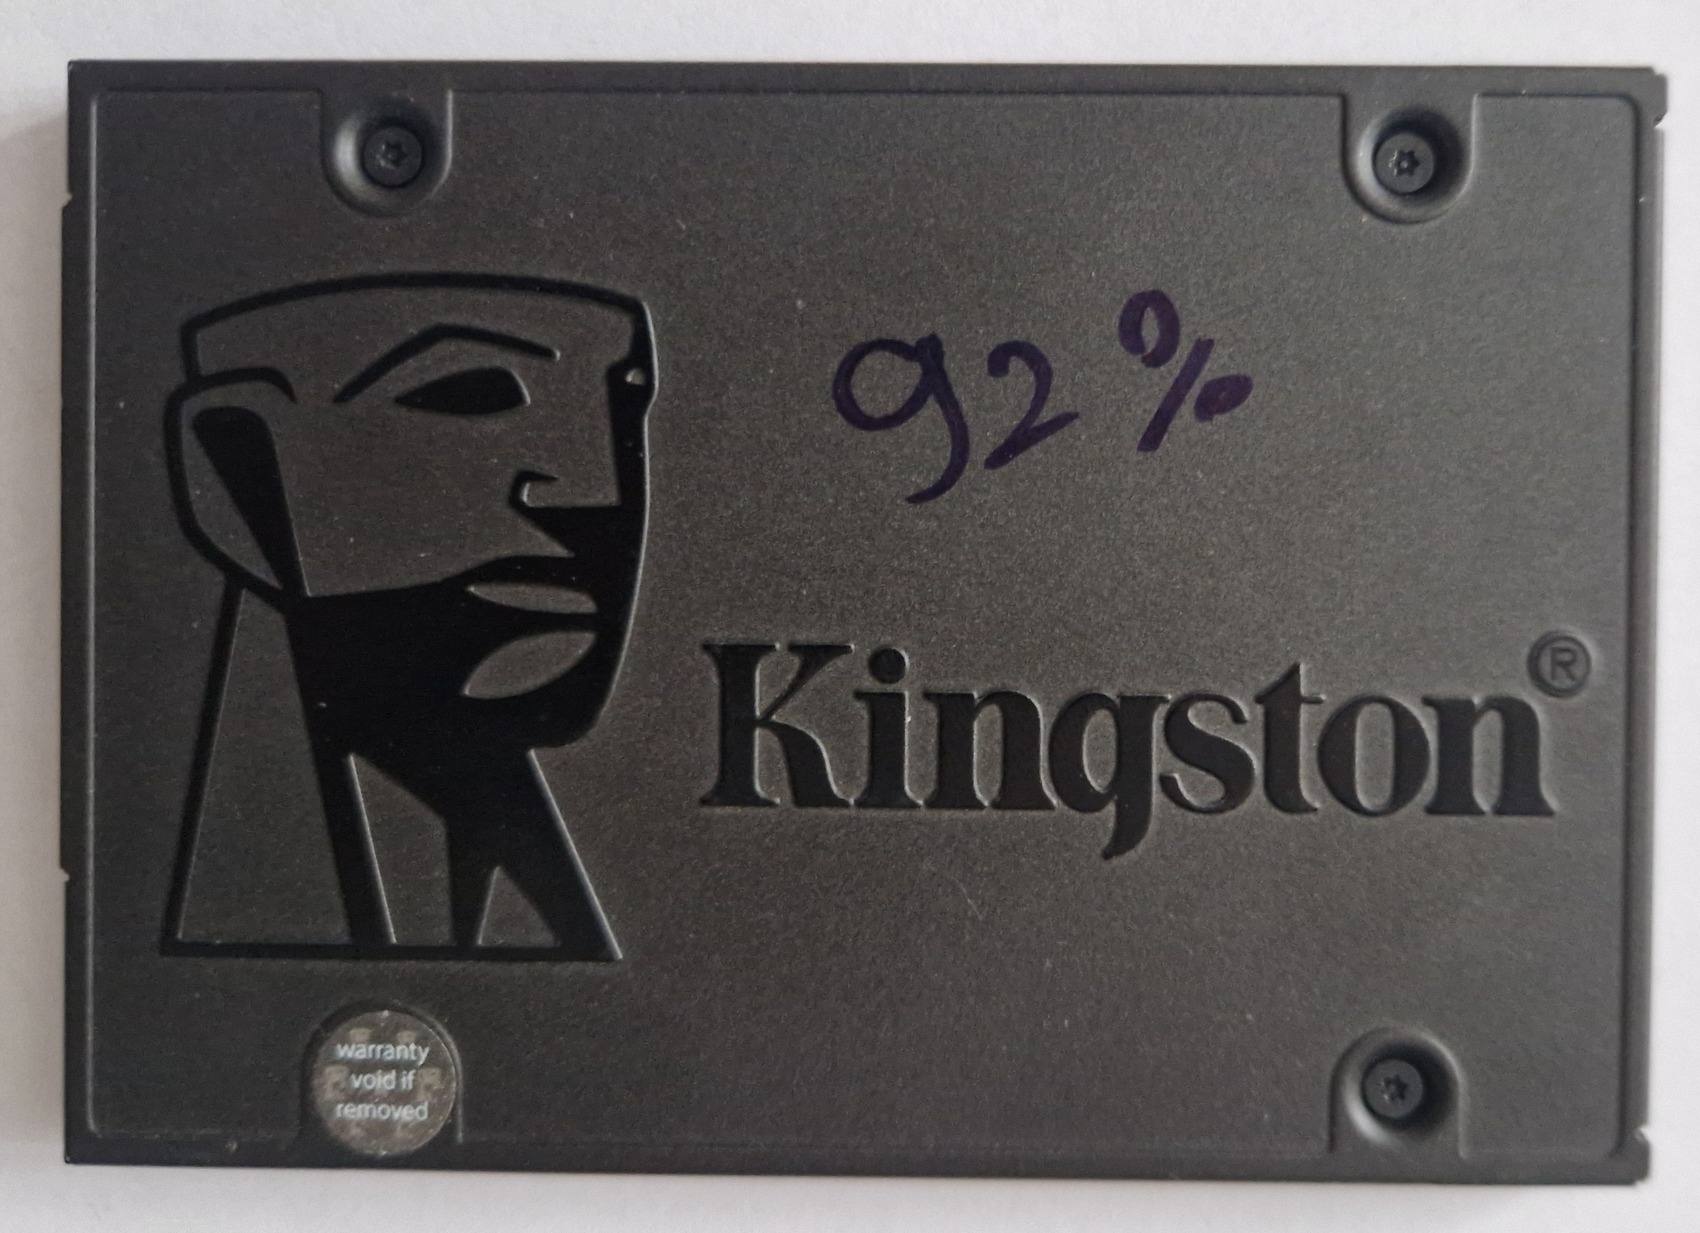 92%
Kingston®
warranty
void if
removed